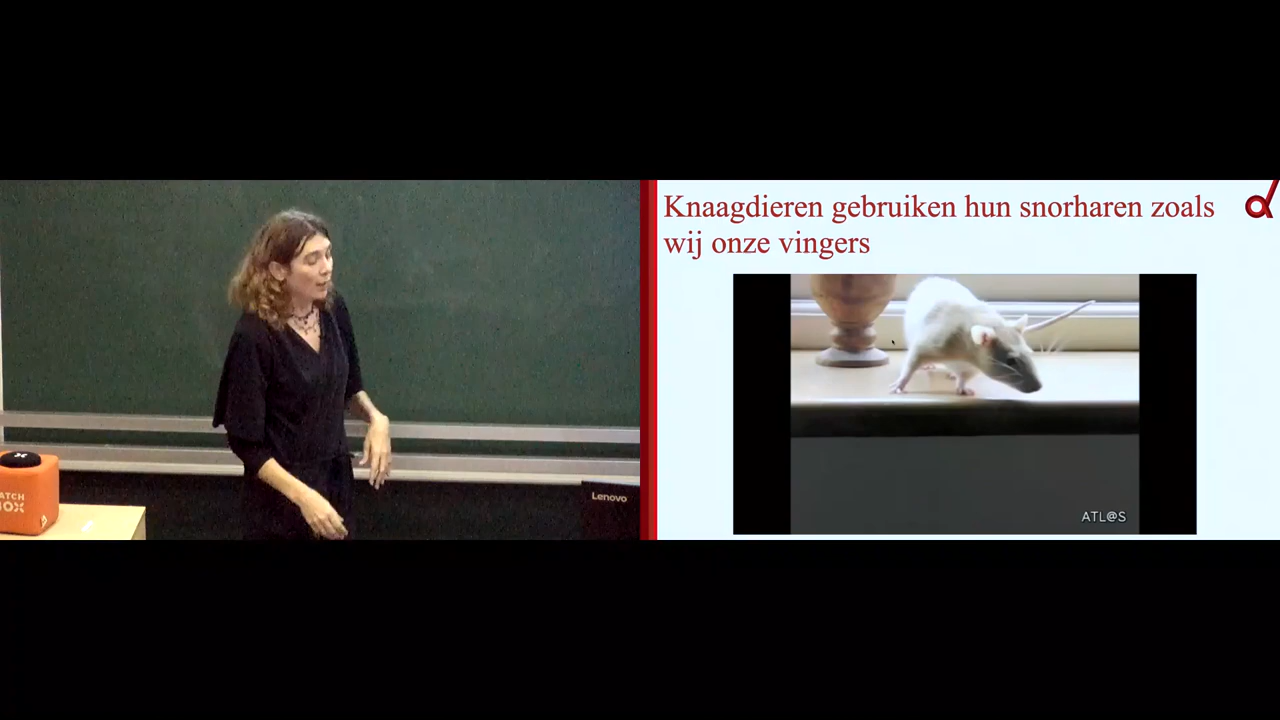 Knaagdieren gebruiken hun snorharen zoals
wij onze vingers
ATL@S
Lenovo